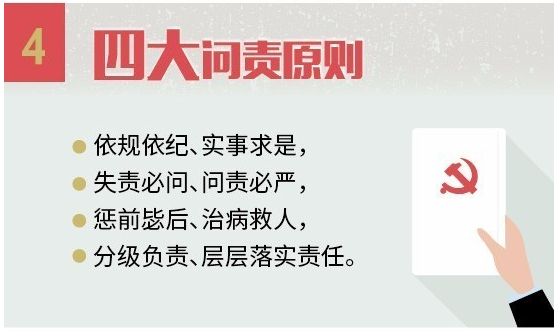 4
四大问责原则
依规依纪、实事求是，
失责必问、问责必严，
惩前毖后、治病救人，
分级负责、层层落实责任。